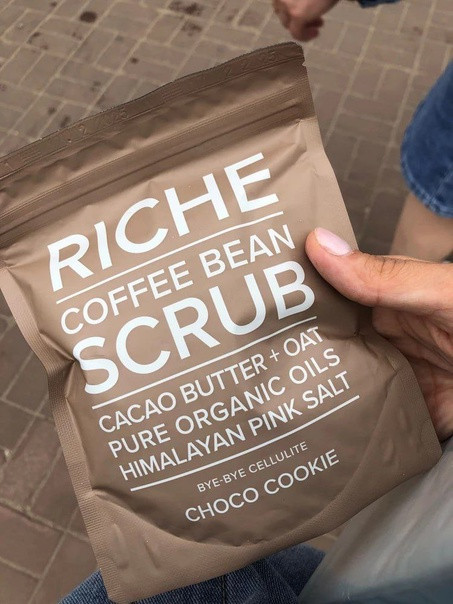 RICHE
COFFEE BEAN
SCRUB
CACAO BUTTER + OAT
PURE ORGANIC OILS
HIMALAYAN PINK SALT
BYE-BYE CELLULITE
CHOCO COOKIE